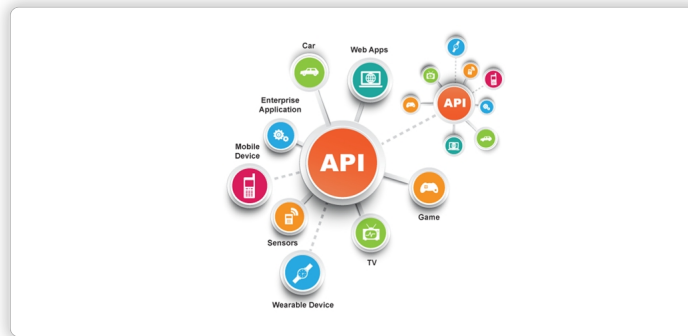 Car
Web Apps
API
Enterprise
Application
API
Mobile
Device
Game
Sensors
TV
Wearable Device